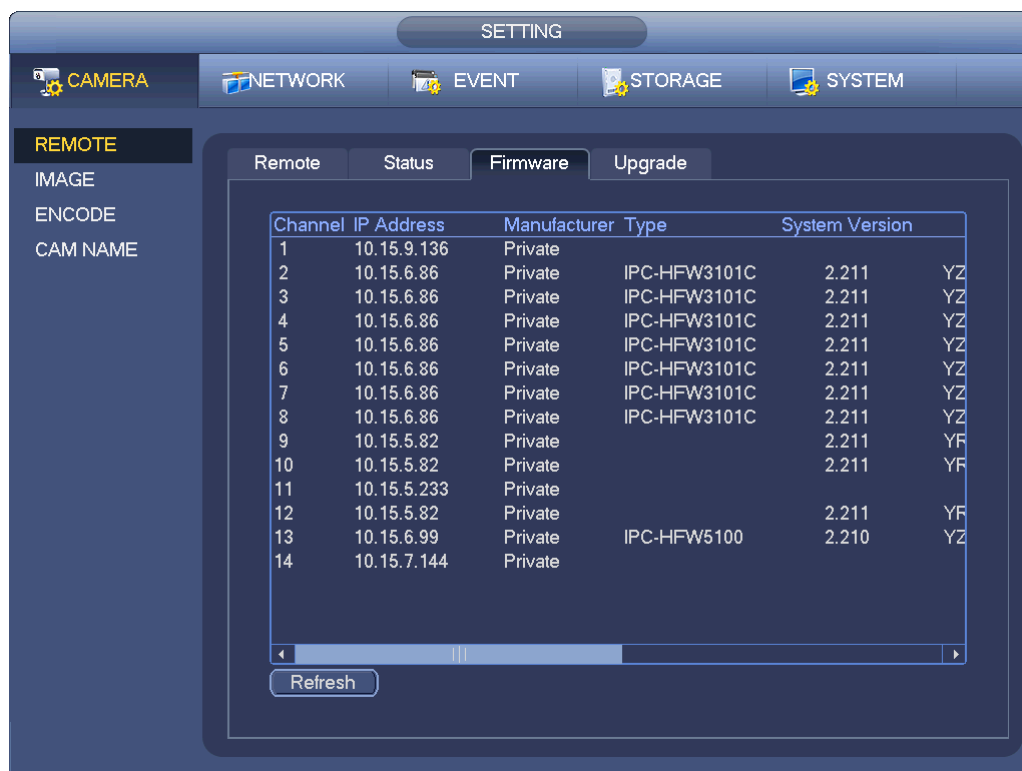 SETTING
CAMERA NETWORK EVENT STORAGE SYSTEM
REMOTE
IMAGE
ENCODE
CAM NAME
Remote Status Firmware Upgrade
Channel IP Address Manufacturer Type System Version
1 10.15.9.136 Private
2 10.15.6.86 Private IPC-HFW3101C 2.211 YZ
3 10.15.6.86 Private IPC-HFW3101C 2.211 YZ
4 10.15.6.86 Private IPC-HFW3101C 2.211 YZ
5 10.15.6.86 Private IPC-HFW3101C 2.211 YZ
6 10.15.6.86 Private IPC-HFW3101C 2.211 YZ
7 10.15.6.86 Private IPC-HFW3101C 2.211 YZ
8 10.15.6.86 Private IPC-HFW3101C 2.211 YZ
9 10.15.5.82 Private 2.211 YR
10 10.15.5.82 Private 2.211 YR
11 10.15.5.233 Private
12 10.15.5.82 Private 2.211 YR
13 10.15.6.99 Private IPC-HFW5100 2.210 YZ
14 10.15.7.144 Private
Refresh